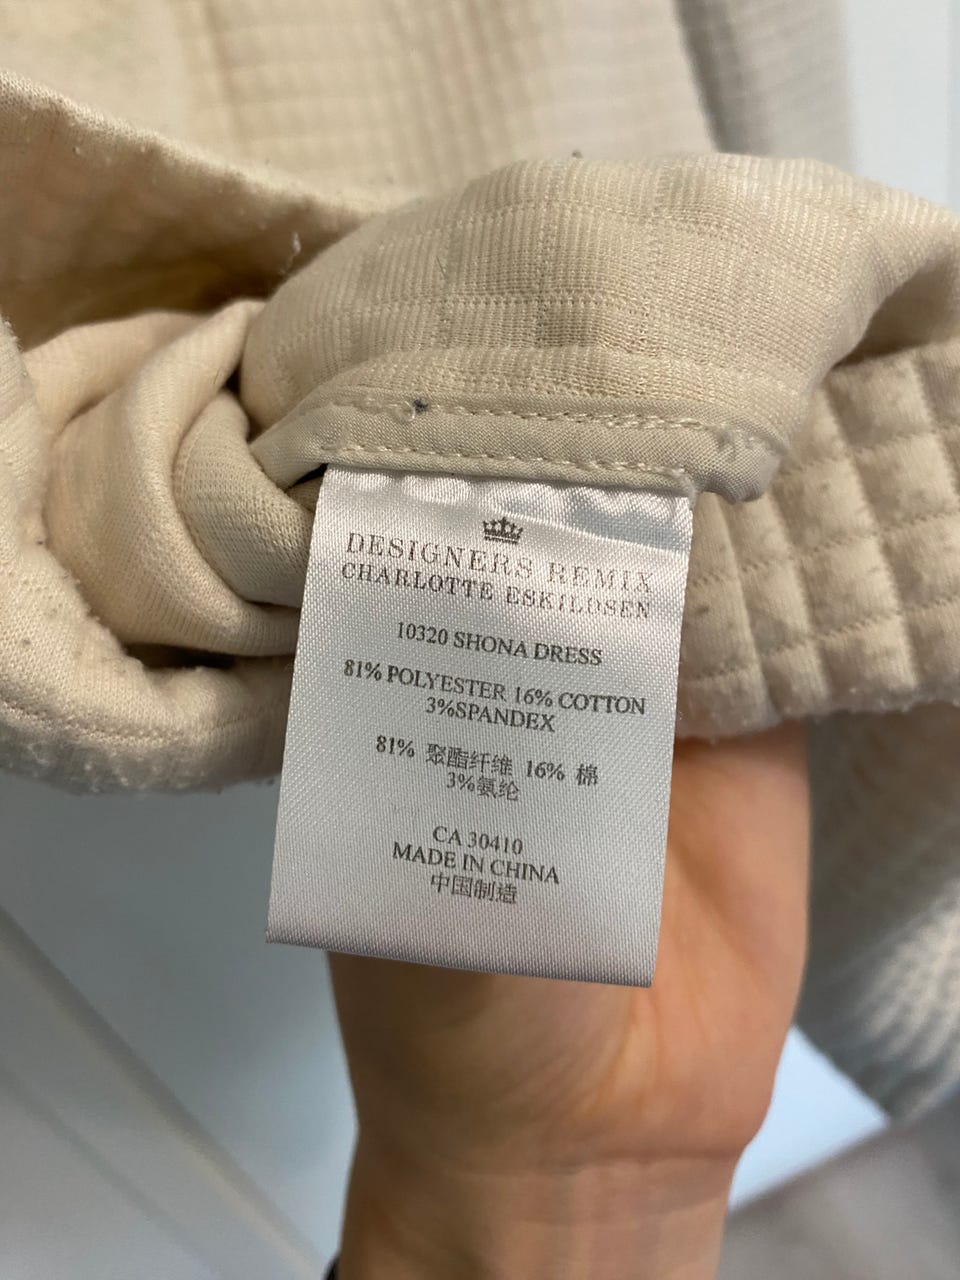 DESIGNERS REMIX
CHARLOTTE ESKILDSEN
10320 SHONA DRESS
81% POLYESTER 16% COTTON
3%SPANDEX
81% 聚酯纤维 16% 棉
3%氨纶
CA 30410
MADE IN CHINA
中国制造